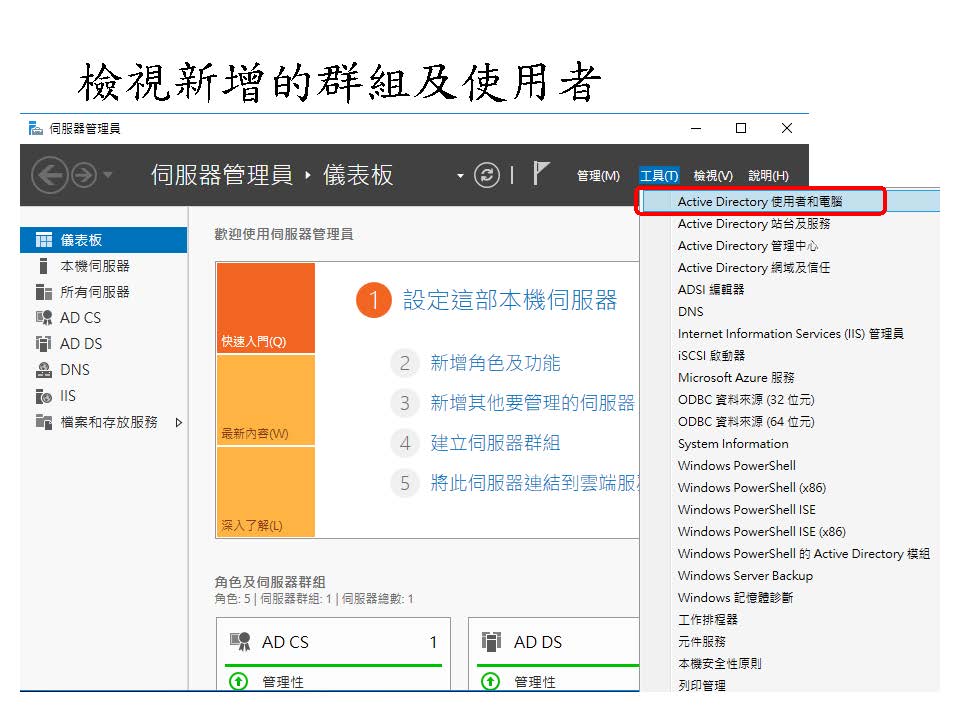 檢視新增的群組及使用者
伺服器管理員
伺服器管理員 儀表板
管理(M) 工具(T) 檢視(V) 說明(H)
儀表板
本機伺服器
所有伺服器
AD CS
AD DS
DNS
IIS
檔案和存放服務
歡迎使用伺服器管理員
快速入門(Q)
最新內容(W)
深入了解(L)
1 設定這部本機伺服器
2 新增角色及功能
3 新增其他要管理的伺服器
4 建立伺服器群組
5 將此伺服器連結到雲端服
角色及伺服器群組
角色: 5 | 伺服器群組: 1 | 伺服器總數: 1
AD CS 1
管理性
AD DS
管理性
Active Directory 使用者和電腦
Active Directory 站台及服務
Active Directory 管理中心
Active Directory 網域及信任
ADSI 編輯器
DNS
Internet Information Services (IIS) 管理員
iSCSI 啟動器
Microsoft Azure 服務
ODBC 資料來源 (32 位元)
ODBC 資料來源 (64 位元)
System Information
Windows PowerShell
Windows PowerShell (x86)
Windows PowerShell ISE
Windows PowerShell ISE (x86)
Windows PowerShell 的 Active Directory 模組
Windows Server Backup
Windows 記憶體診斷
工作排程器
元件服務
本機安全性原則
列印管理